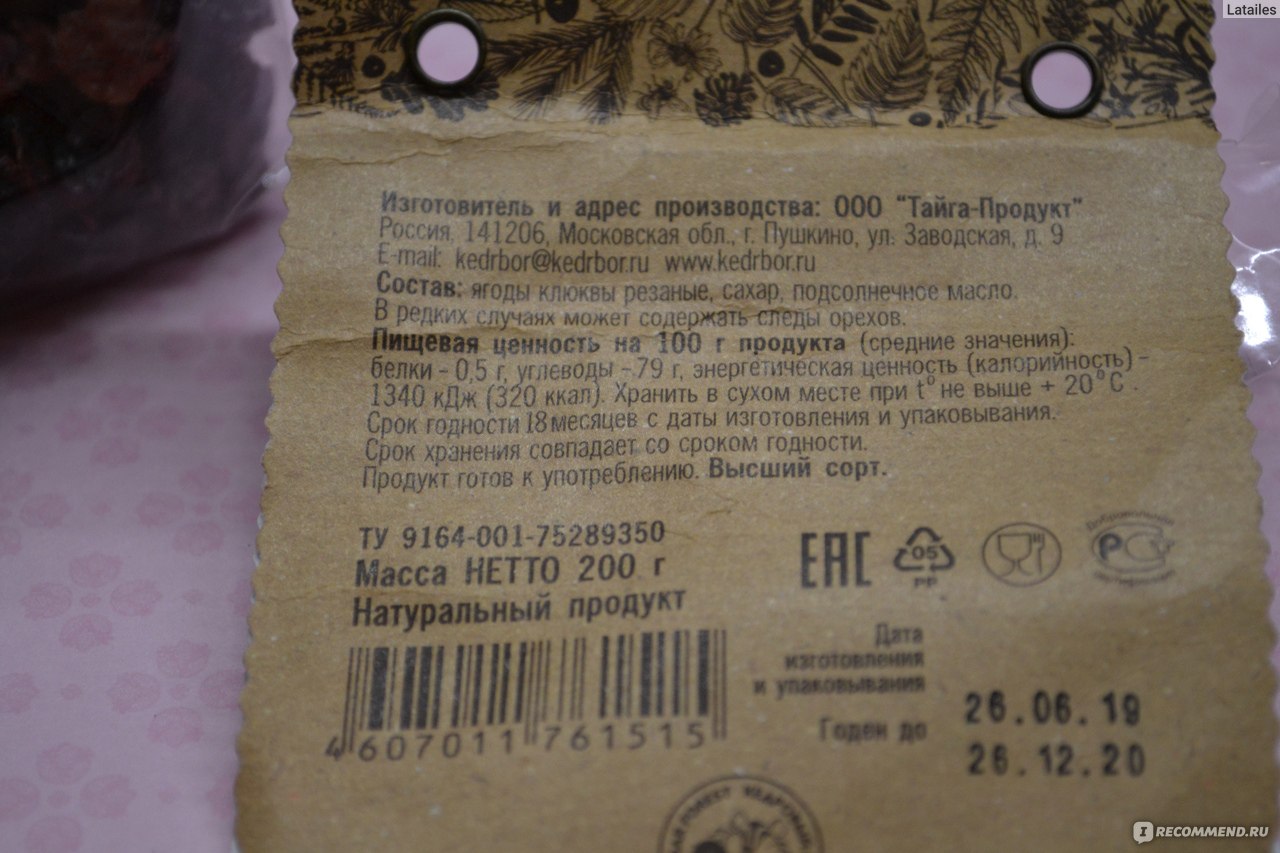 Latailes
Изготовитель и адрес производства: ООО "Тайга-Продукт"
Россия, 141206, Московская обл., г. Пушкино, ул. Заводская, д. 9
E-mail: kedrbor@kedrbor.ru www.kedrbor.ru
Состав: ягоды клюквы резаные, сахар, подсолнечное масло.
В редких случаях может содержать следы орехов.
Пищевая ценность на 100 г продукта (средние значения):
белки - 0,5 г, углеводы - 79 г, энергетическая ценность (калорийность) -
1340 кДж (320 ккал). Хранить в сухом месте при t° не выше + 20°С.
Срок годности 18 месяцев с даты изготовления и упаковывания.
Срок хранения совпадает со сроком годности.
Продукт готов к употреблению. Высший сорт.
ТУ 9164-001-75289350
Масса НЕТТО 200 г
Натуральный продукт
ЕАС
05
PP
Добровольная
РС
4 607011 761515
Дата
изготовления
и упаковывания
26.06.19
Годен до
26.12.20
IRECOMMEND.RU